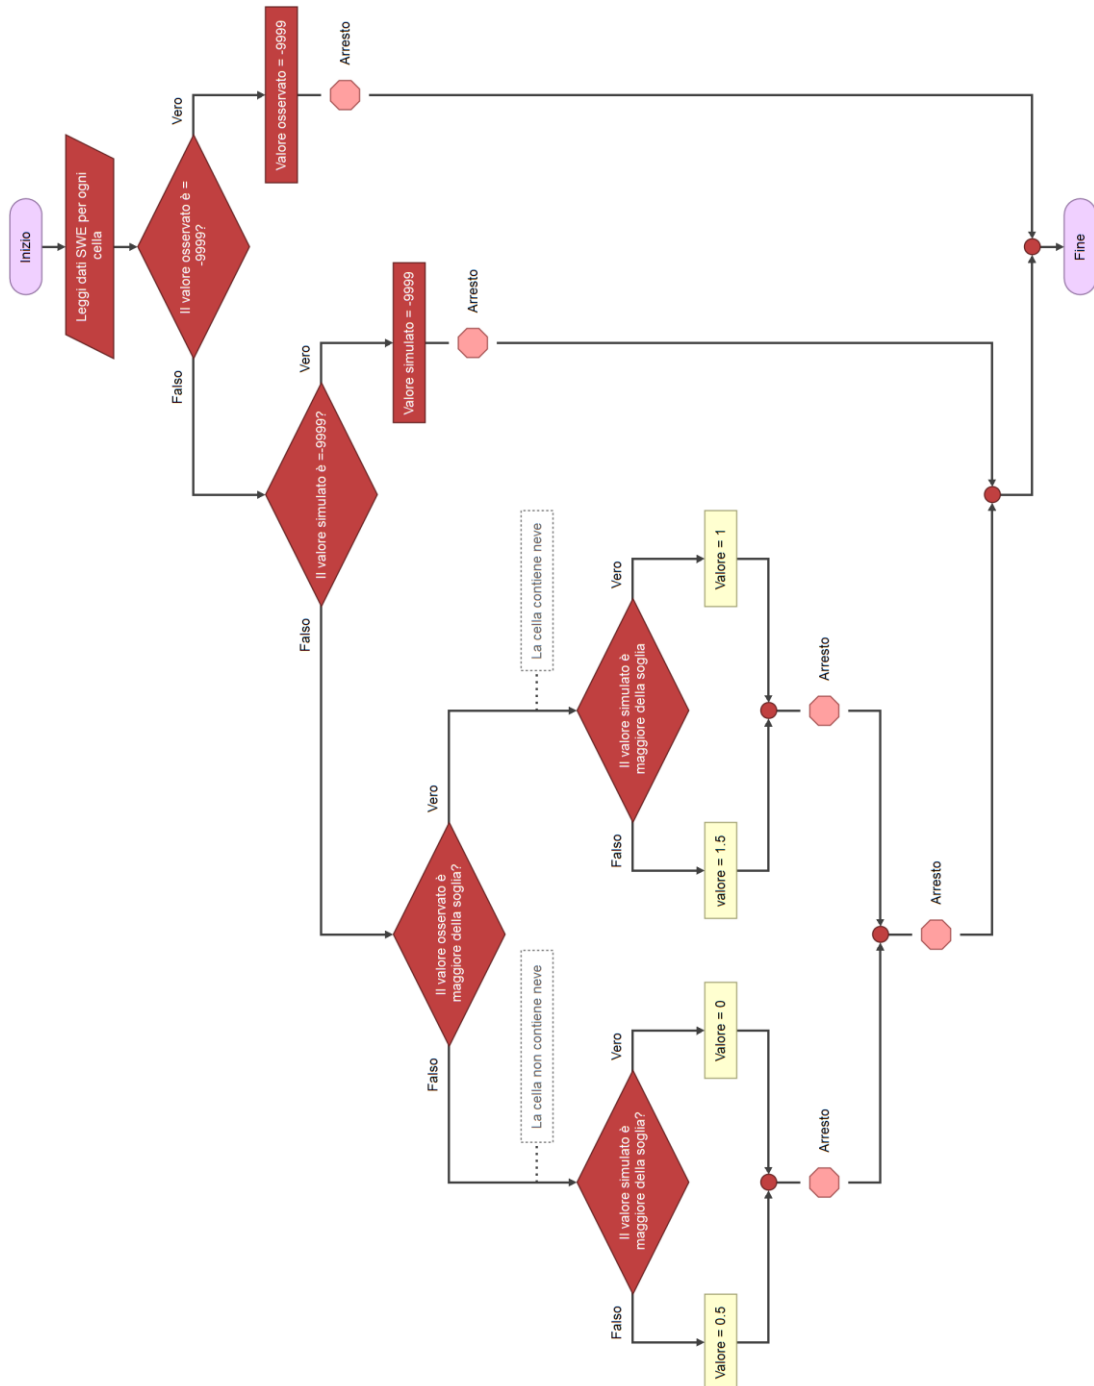 Inizio
Leggi dati SWE per ogni
cella
Il valore osservato è =
-9999?
Vero
Valore osservato = -9999
Arresto
Falso
Il valore simulato è =-9999?
Vero
Valore simulato = -9999
Arresto
Falso
Il valore osservato è
maggiore della soglia?
Vero
La cella contiene neve
Il valore simulato è
maggiore della soglia
Vero
Valore = 1
Falso
valore = 1.5
Arresto
Falso
La cella non contiene neve
Il valore simulato è
maggiore della soglia?
Vero
Valore = 0
Falso
Valore = 0.5
Arresto
Arresto
Fine